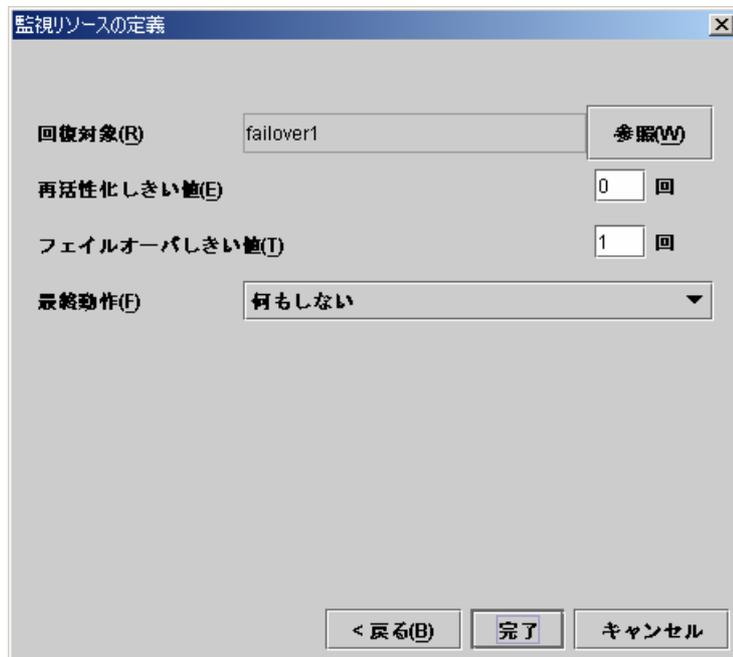 監視リソースの定義
回復対象(R) failover1 参照(W)
再活性化しきい値(E) 0 回
フェイルオーバしきい値(T) 1 回
最終動作(F) 何もしない
< 戻る(B) 完了 キャンセル